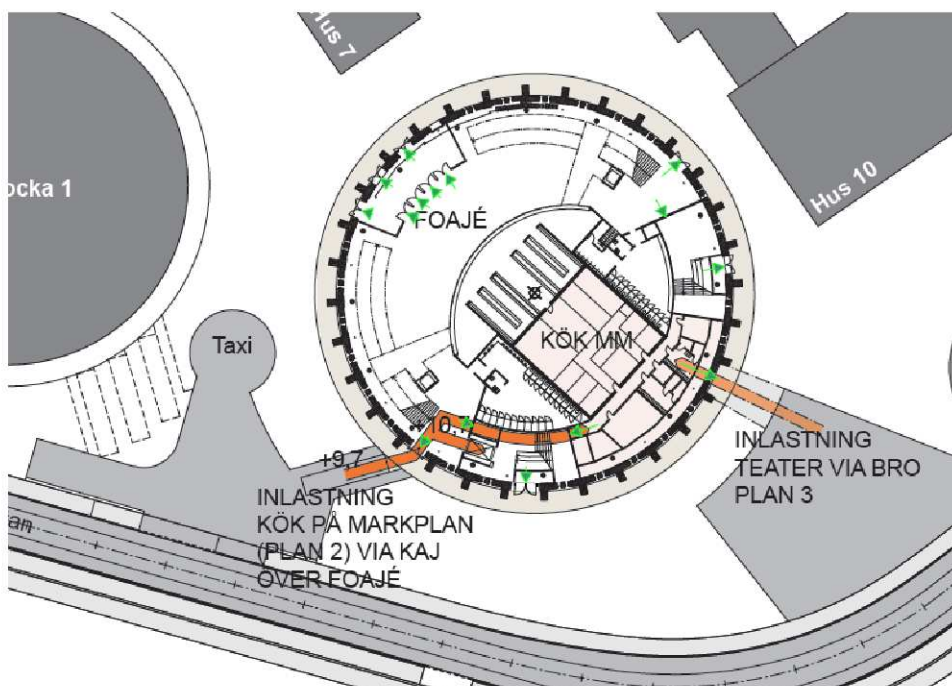 Hus 7
ocka 1
Hus 10
FOAJÉ
KÖK MM
Taxi
+9,7
INLASTNING
KÖK PÅ MARKPLAN
(PLAN 2) VIA KAJ
ÖVER FOAJÉ
INLASTNING
TEATER VIA BRO
PLAN 3
an